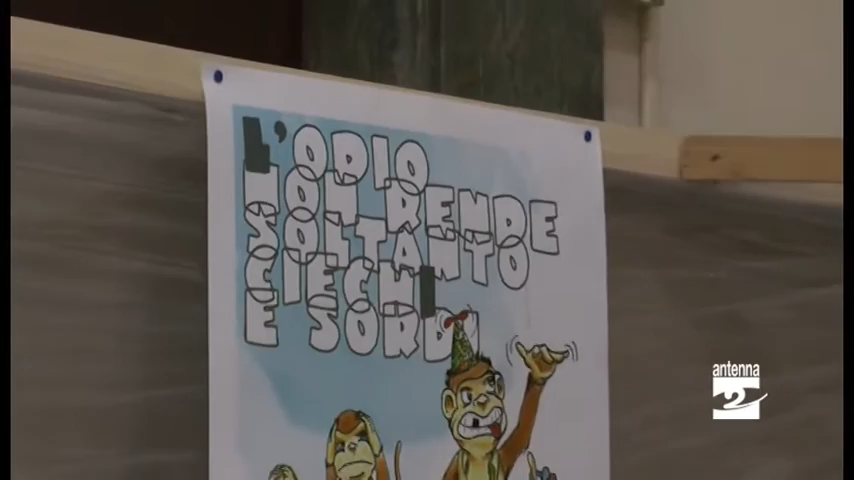 L'ODIO
NON RENDE
SOLTANTO
CIECHI
E SORDI
antenna
2